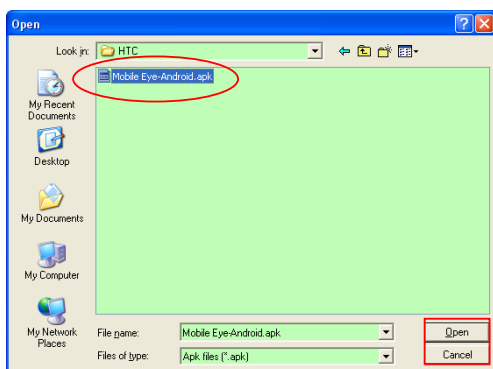 Open
Look in:
HTC
Mobile Eye-Android.apk
My Recent
Documents
Desktop
My Documents
My Computer
My Network
Places
File name:
Mobile Eye-Android.apk
Open
Files of type:
Apk files (*.apk)
Cancel